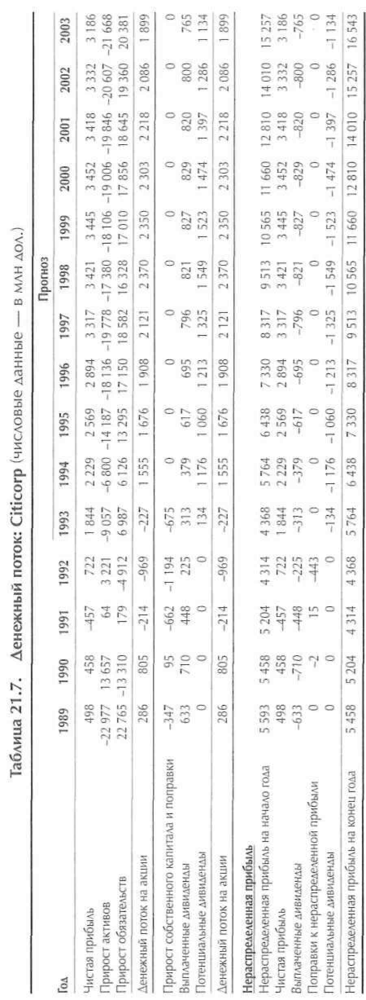 Таблица 21.7. Денежный поток: Citicorp (числовые данные — в млн дол.)
Прогноз
Год 1989 1990 1991 1992 1993 1994 1995 1996 1997 1998 1999 2000 2001 2002 2003
Чистая прибыль 498 458 –457 722 1 844 2 229 2 569 2 894 3 317 3 421 3 445 3 452 3 418 3 332 3 186
Прирост активов –22 977 13 657 64 3 221 –9 057 –6 800 –14 187 –18 136 –19 778 –17 380 –18 106 –19 006 –19 846 –20 607 –21 668
Прирост обязательств 22 765 –13 310 179 –4 912 6 987 6 126 13 295 17 150 18 582 16 328 17 010 17 856 18 645 19 360 20 381
Денежный поток на акции 286 805 –214 –969 –227 1 555 1 676 1 908 2 121 2 370 2 350 2 303 2 218 2 086 1 899
Прирост собственного капитала и поправки –347 95 –662 –1 194 –675 0 0 0 0 0 0 0 0 0 0
Выплаченные дивиденды 633 710 448 225 313 379 617 695 796 821 827 829 820 800 765
Потенциальные дивиденды 0 0 0 0 134 1 176 1 060 1 213 1 325 1 549 1 523 1 474 1 397 1 286 1 134
Денежный поток на акции 286 805 –214 –969 –227 1 555 1 676 1 908 2 121 2 370 2 350 2 303 2 218 2 086 1 899
Нераспределенная прибыль
Нераспределенная прибыль на начало года 5 593 5 458 5 204 4 314 4 368 5 764 6 438 7 330 8 317 9 513 10 565 11 660 12 810 14 010 15 257
Чистая прибыль 498 458 –457 722 1 844 2 229 2 569 2 894 3 317 3 421 3 445 3 452 3 418 3 332 3 186
Выплаченные дивиденды –633 –710 –448 –225 –313 –379 –617 –695 –796 –821 –827 –829 –820 –800 –765
Поправки к нераспределенной прибыли 0 –2 15 –443 0 0 0 0 0 0 0 0 0 0 0
Потенциальные дивиденды 0 0 0 0 –134 –1 176 –1 060 –1 213 –1 325 –1 549 –1 523 –1 474 –1 397 –1 286 –1 134
Нераспределенная прибыль на конец года 5 458 5 204 4 314 4 368 5 764 6 438 7 330 8 317 9 513 10 565 11 660 12 810 14 010 15 257 16 543